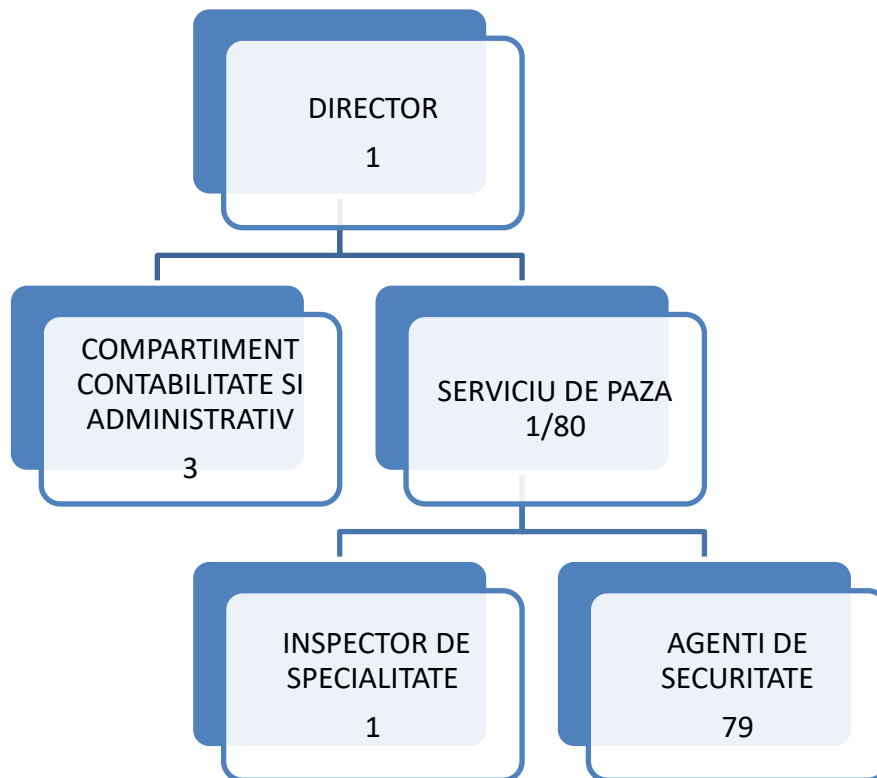 DIRECTOR
1
COMPARTIMENT
CONTABILITATE SI
ADMINISTRATIV
3
SERVICIU DE PAZA
1/80
INSPECTOR DE
SPECIALITATE
1
AGENTI DE
SECURITATE
79